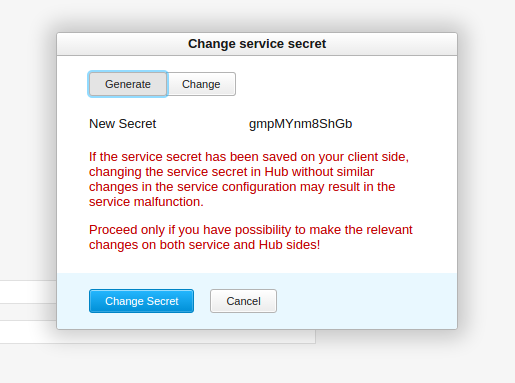 Change service secret
Generate Change
New Secret gmpMYnm8ShGb
If the service secret has been saved on your client side,
changing the service secret in Hub without similar
changes in the service configuration may result in the
service malfunction.
Proceed only if you have possibility to make the relevant
changes on both service and Hub sides!
Change Secret Cancel